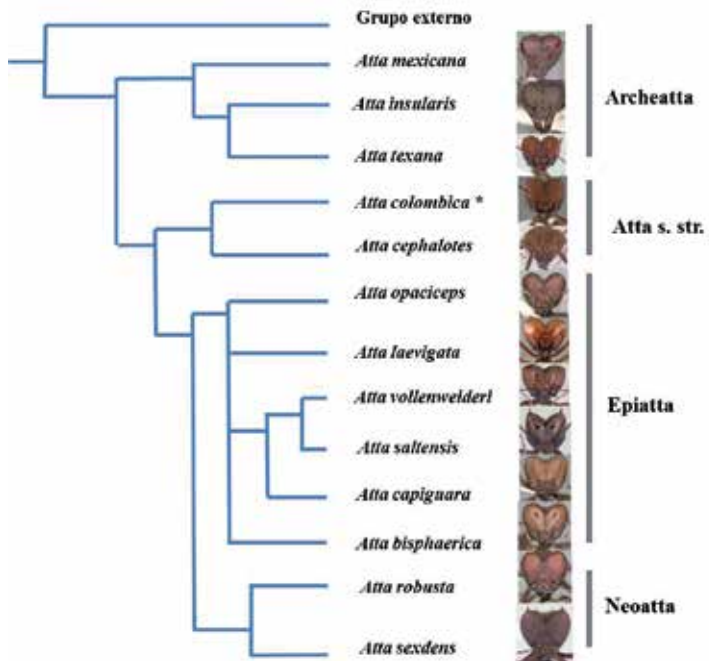 Grupo externo
Atta mexicana
Atta insularis
Archeatta
Atta texana
Atta colombica *
Atta s. str.
Atta cephalotes
Atta opaciceps
Atta laevigata
Atta vollenweiderl
Epiatta
Atta saltensis
Atta capiguara
Atta bisphaerica
Atta robusta
Neoatta
Atta sexdens